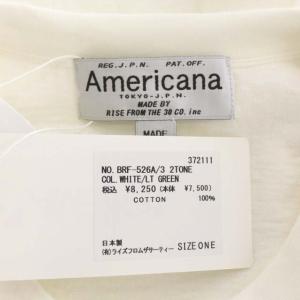 REG. J.P.N. PAT. OFF.
Americana
TOKYO-J.P.N.
MADE BY
RISE FROM THE 30 CO. inc
MADE
372111
NO. BRF-526A/3 2TONE
COL. WHITE/LT GREEN
税込 ¥8,250 (本体 ¥7,500)
COTTON 100%
日本製
(有)ライズフロムザサーティー SIZE ONE